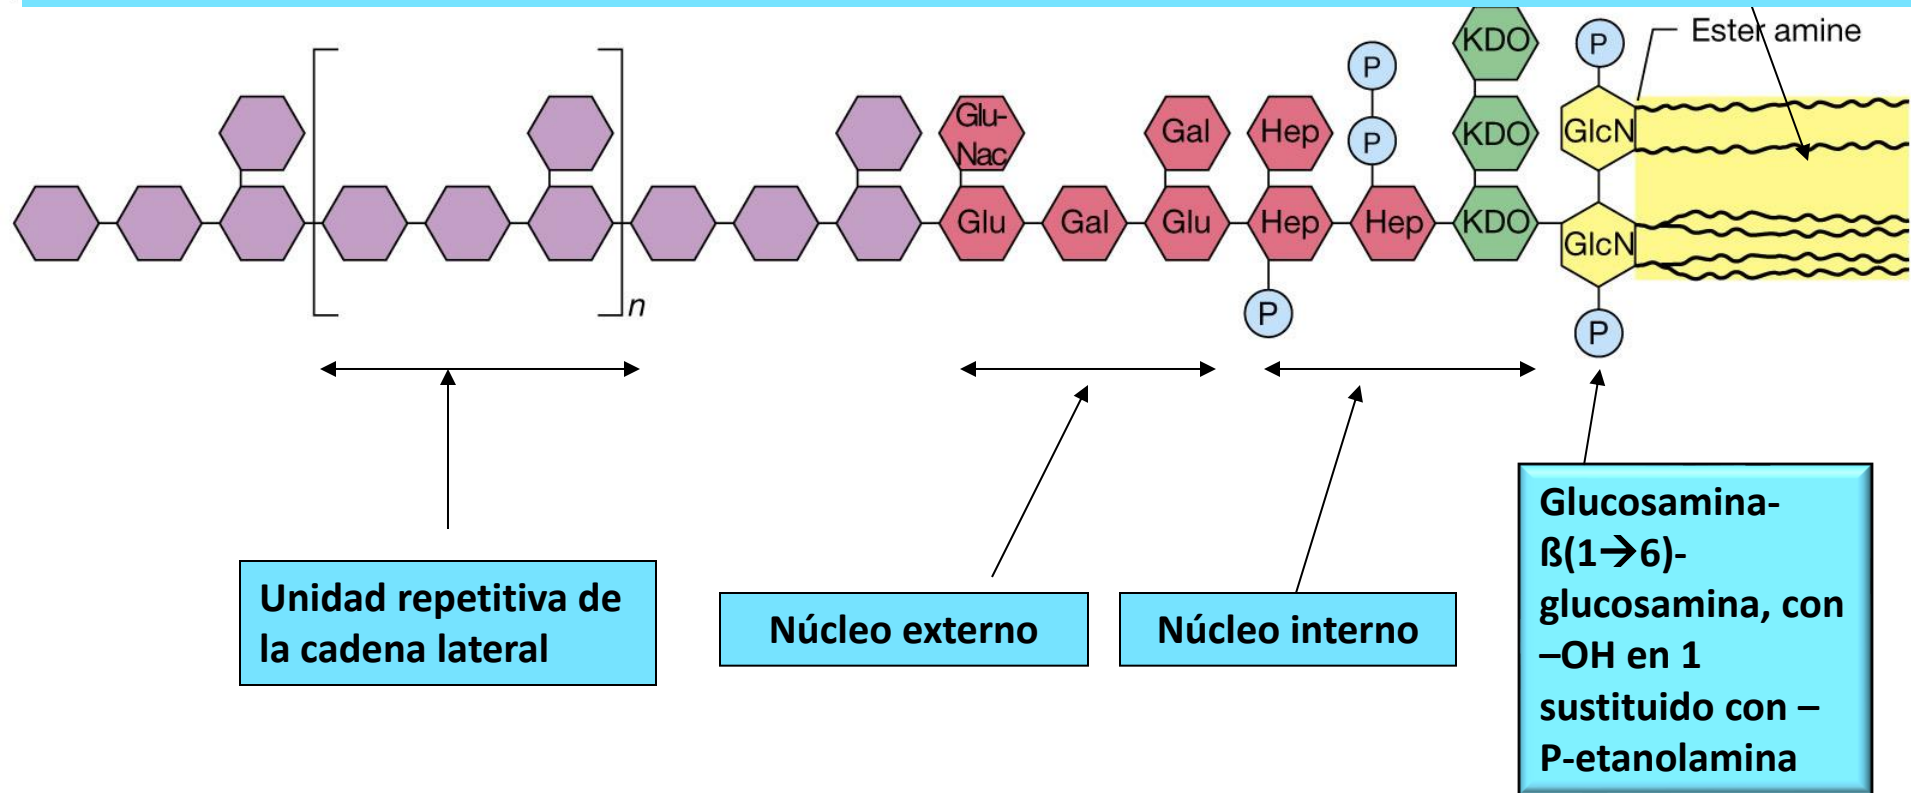 KDO
P
Ester amine
P
Glu-
Nac
Gal
Hep
P
KDO
GlcN
Glu
Gal
Glu
Hep
Hep
KDO
GlcN
n
P
P
Unidad repetitiva de
la cadena lateral
Núcleo externo
Núcleo interno
Glucosamina-
ß(1→6)-
glucosamina, con
–OH en 1
sustituido con –
P-etanolamina